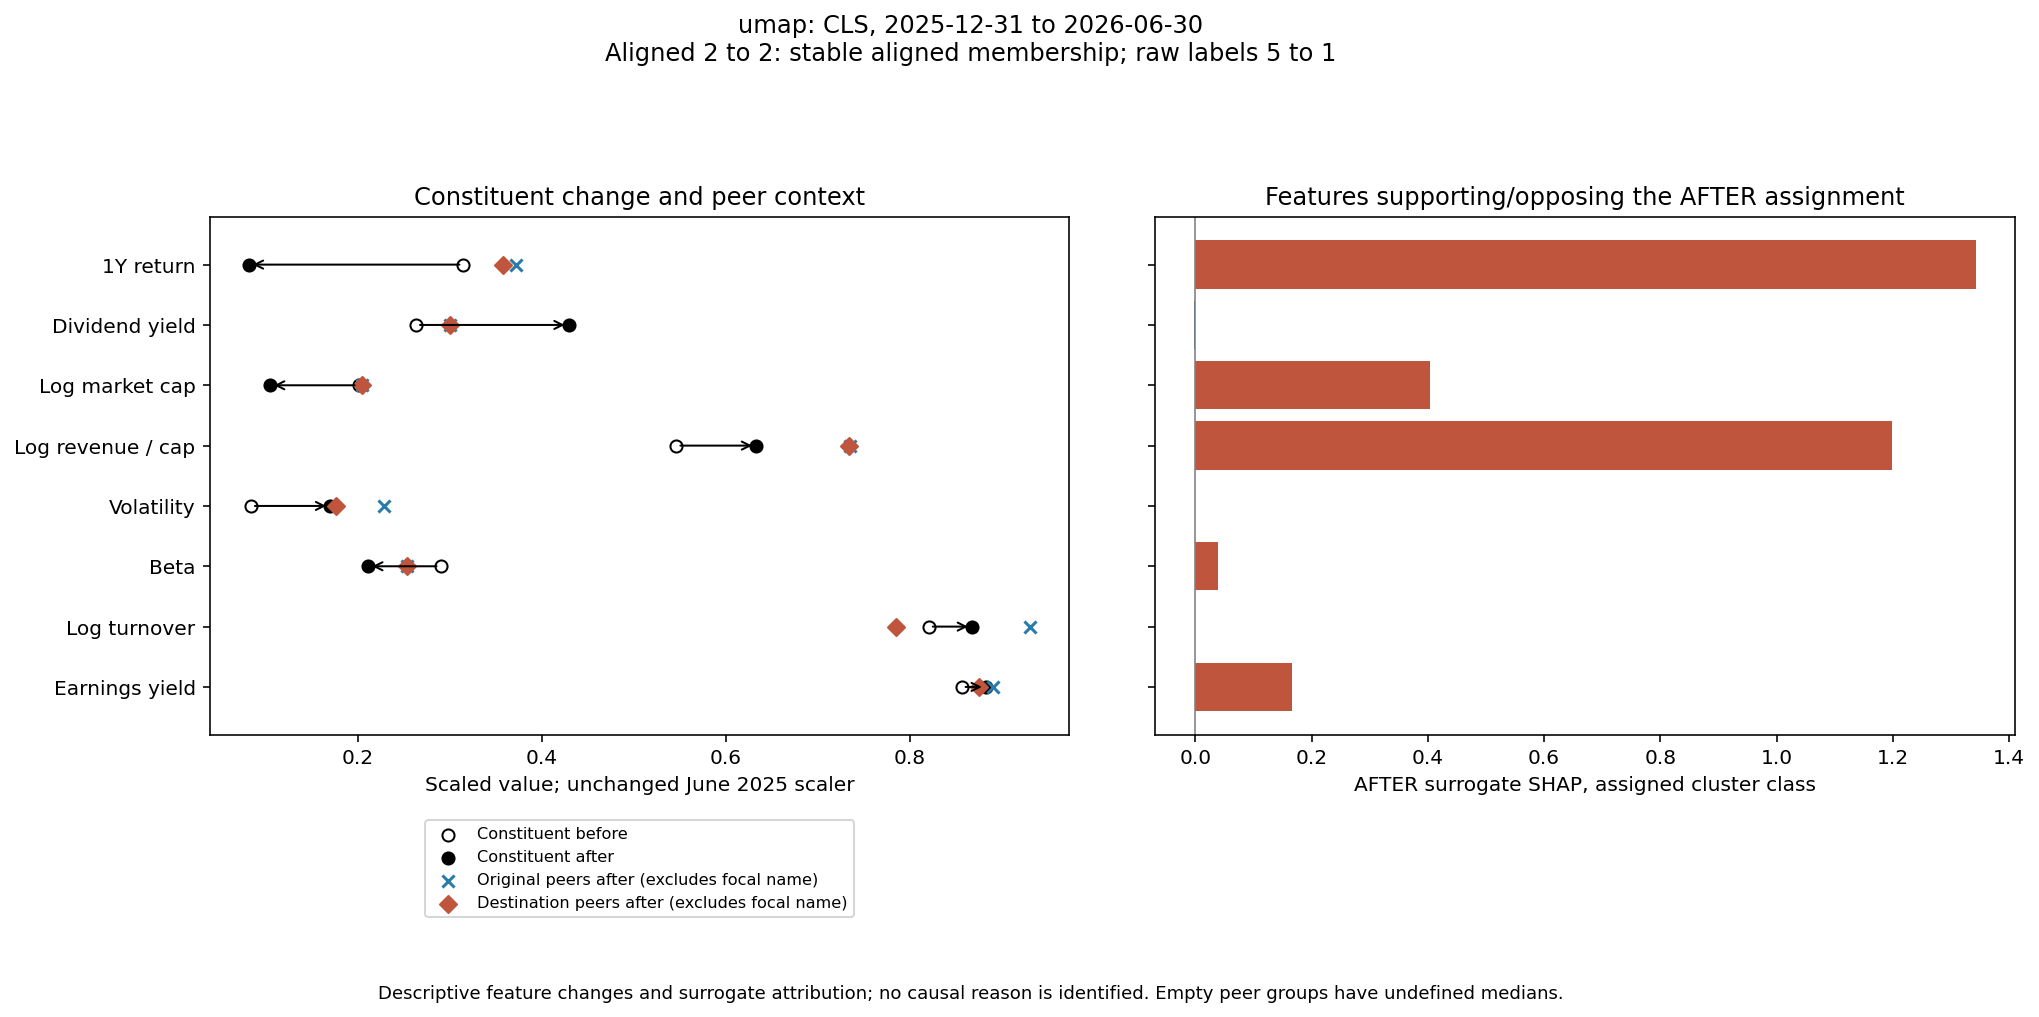 umap: CLS, 2025-12-31 to 2026-06-30
Aligned 2 to 2: stable aligned membership; raw labels 5 to 1
Constituent change and peer context
1Y return
Dividend yield
Log market cap
Log revenue / cap
Volatility
Beta
Log turnover
Earnings yield
0.2 0.4 0.6 0.8
Scaled value; unchanged June 2025 scaler
Constituent before
Constituent after
Original peers after (excludes focal name)
Destination peers after (excludes focal name)
Features supporting/opposing the AFTER assignment
0.0 0.2 0.4 0.6 0.8 1.0 1.2 1.4
AFTER surrogate SHAP, assigned cluster class
Descriptive feature changes and surrogate attribution; no causal reason is identified. Empty peer groups have undefined medians.